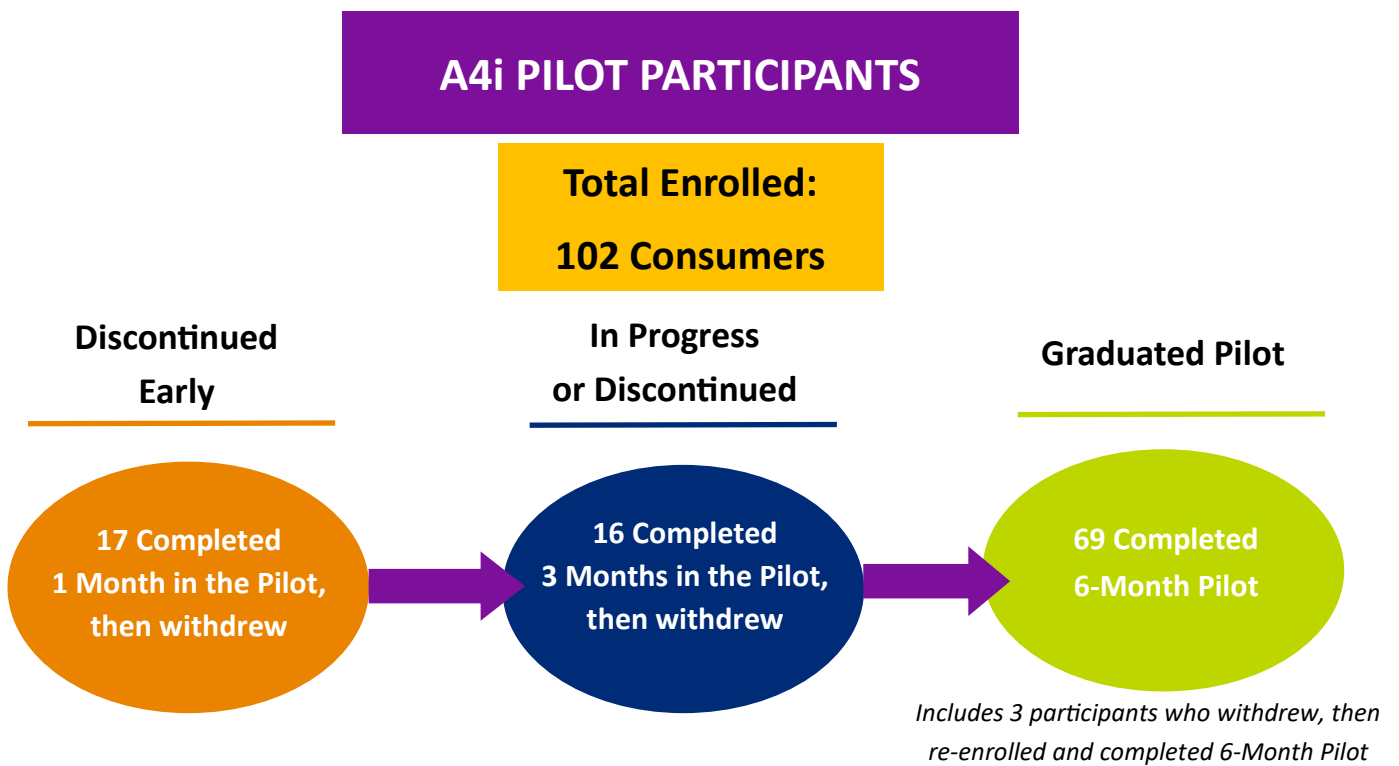 A4i PILOT PARTICIPANTS
Total Enrolled:
102 Consumers
Discontinued
Early
In Progress
or Discontinued
Graduated Pilot
17 Completed
1 Month in the Pilot,
then withdrew
16 Completed
3 Months in the Pilot,
then withdrew
69 Completed
6-Month Pilot
Includes 3 participants who withdrew, then
re-enrolled and completed 6-Month Pilot